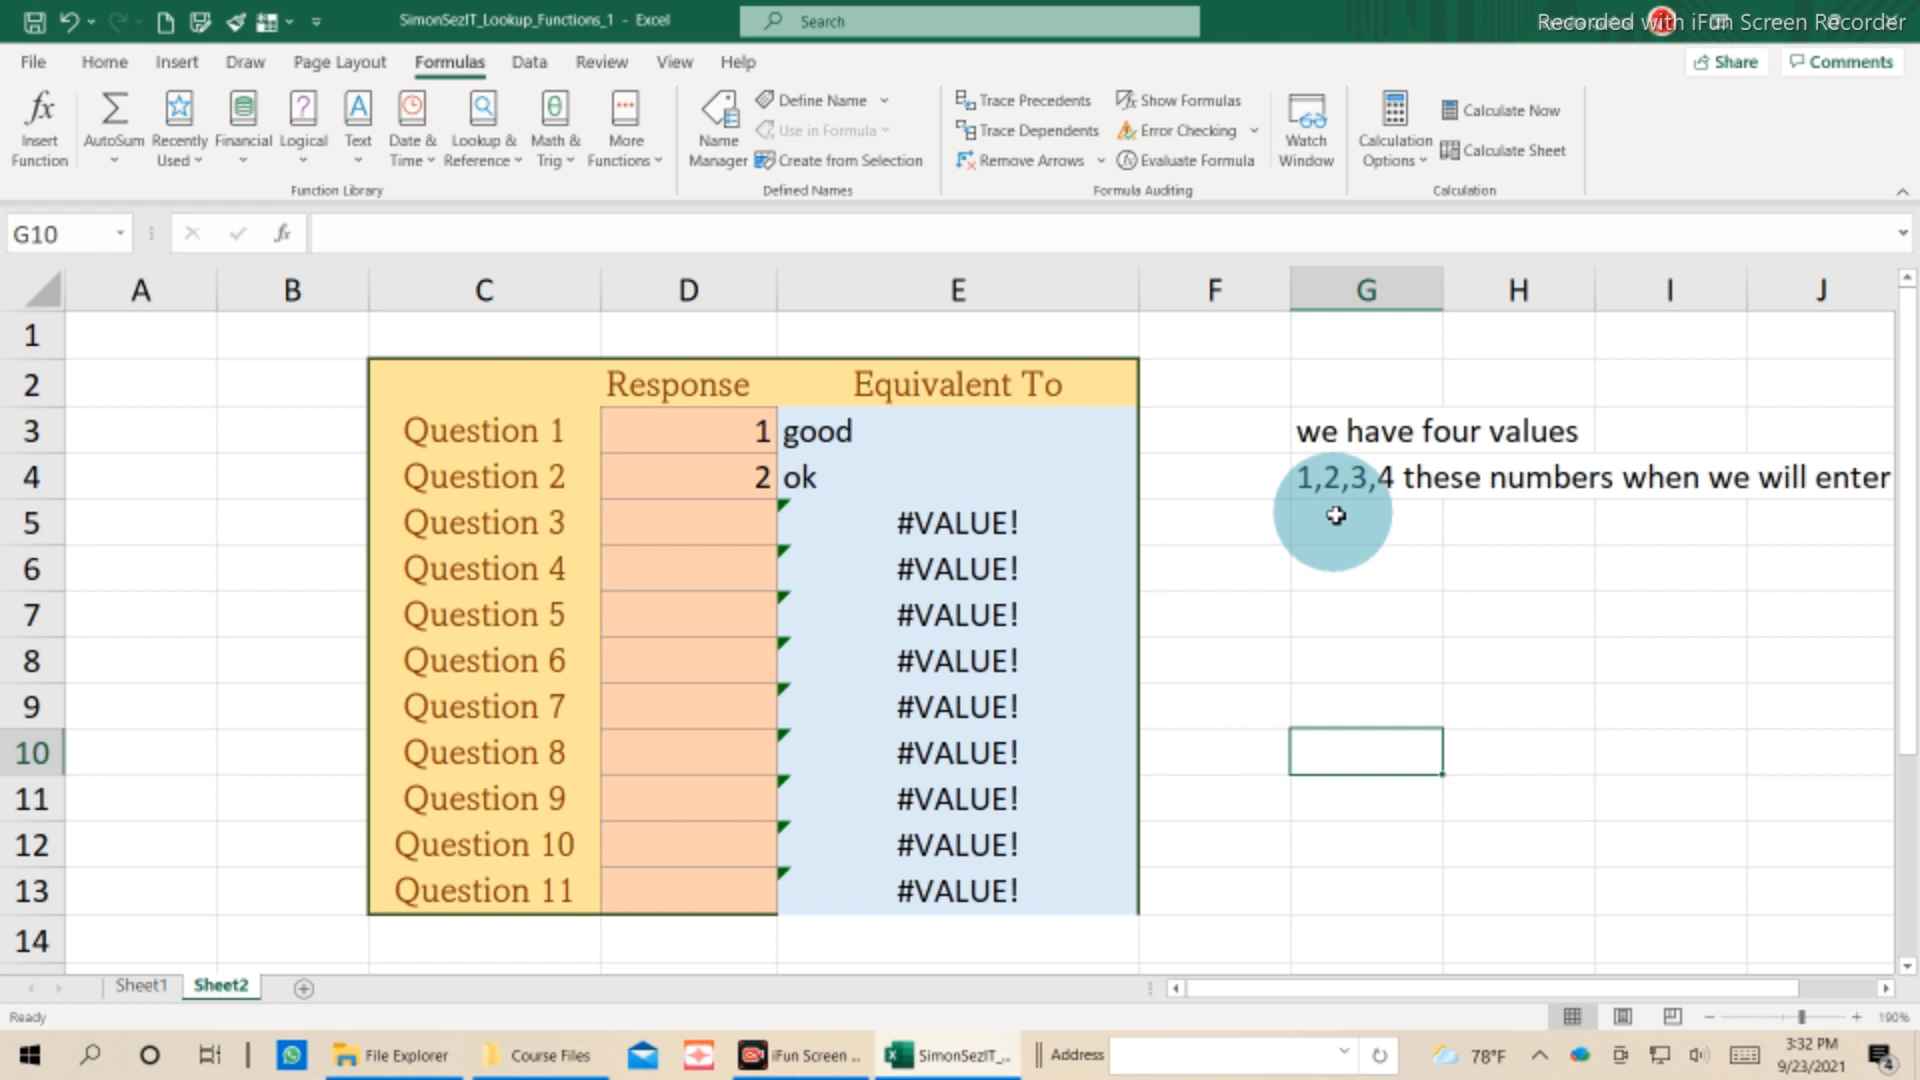 SimonSezIT_Lookup_Functions_1 - Excel
Search
Recorded with iFun Screen Recorder
File Home Insert Draw Page Layout Formulas Data Review View Help
Share Comments
Insert Function
AutoSum
Recently Used
Financial
Logical
Text
Date & Time
Lookup & Reference
Math & Trig
More Functions
Function Library
Name Manager
Define Name
Use in Formula
Create from Selection
Defined Names
Trace Precedents
Trace Dependents
Remove Arrows
Show Formulas
Error Checking
Evaluate Formula
Formula Auditing
Watch Window
Calculation Options
Calculate Now
Calculate Sheet
Calculation
G10
fx
A B C D E F G H I J
1
2 Response Equivalent To
3 Question 1 1 good we have four values
4 Question 2 2 ok 1,2,3,4 these numbers when we will enter
5 Question 3 #VALUE!
6 Question 4 #VALUE!
7 Question 5 #VALUE!
8 Question 6 #VALUE!
9 Question 7 #VALUE!
10 Question 8 #VALUE!
11 Question 9 #VALUE!
12 Question 10 #VALUE!
13 Question 11 #VALUE!
14
Sheet1 Sheet2
Ready
190%
File Explorer Course Files iFun Screen ... SimonSezIT_... Address 78°F
3:32 PM
9/23/2021
4